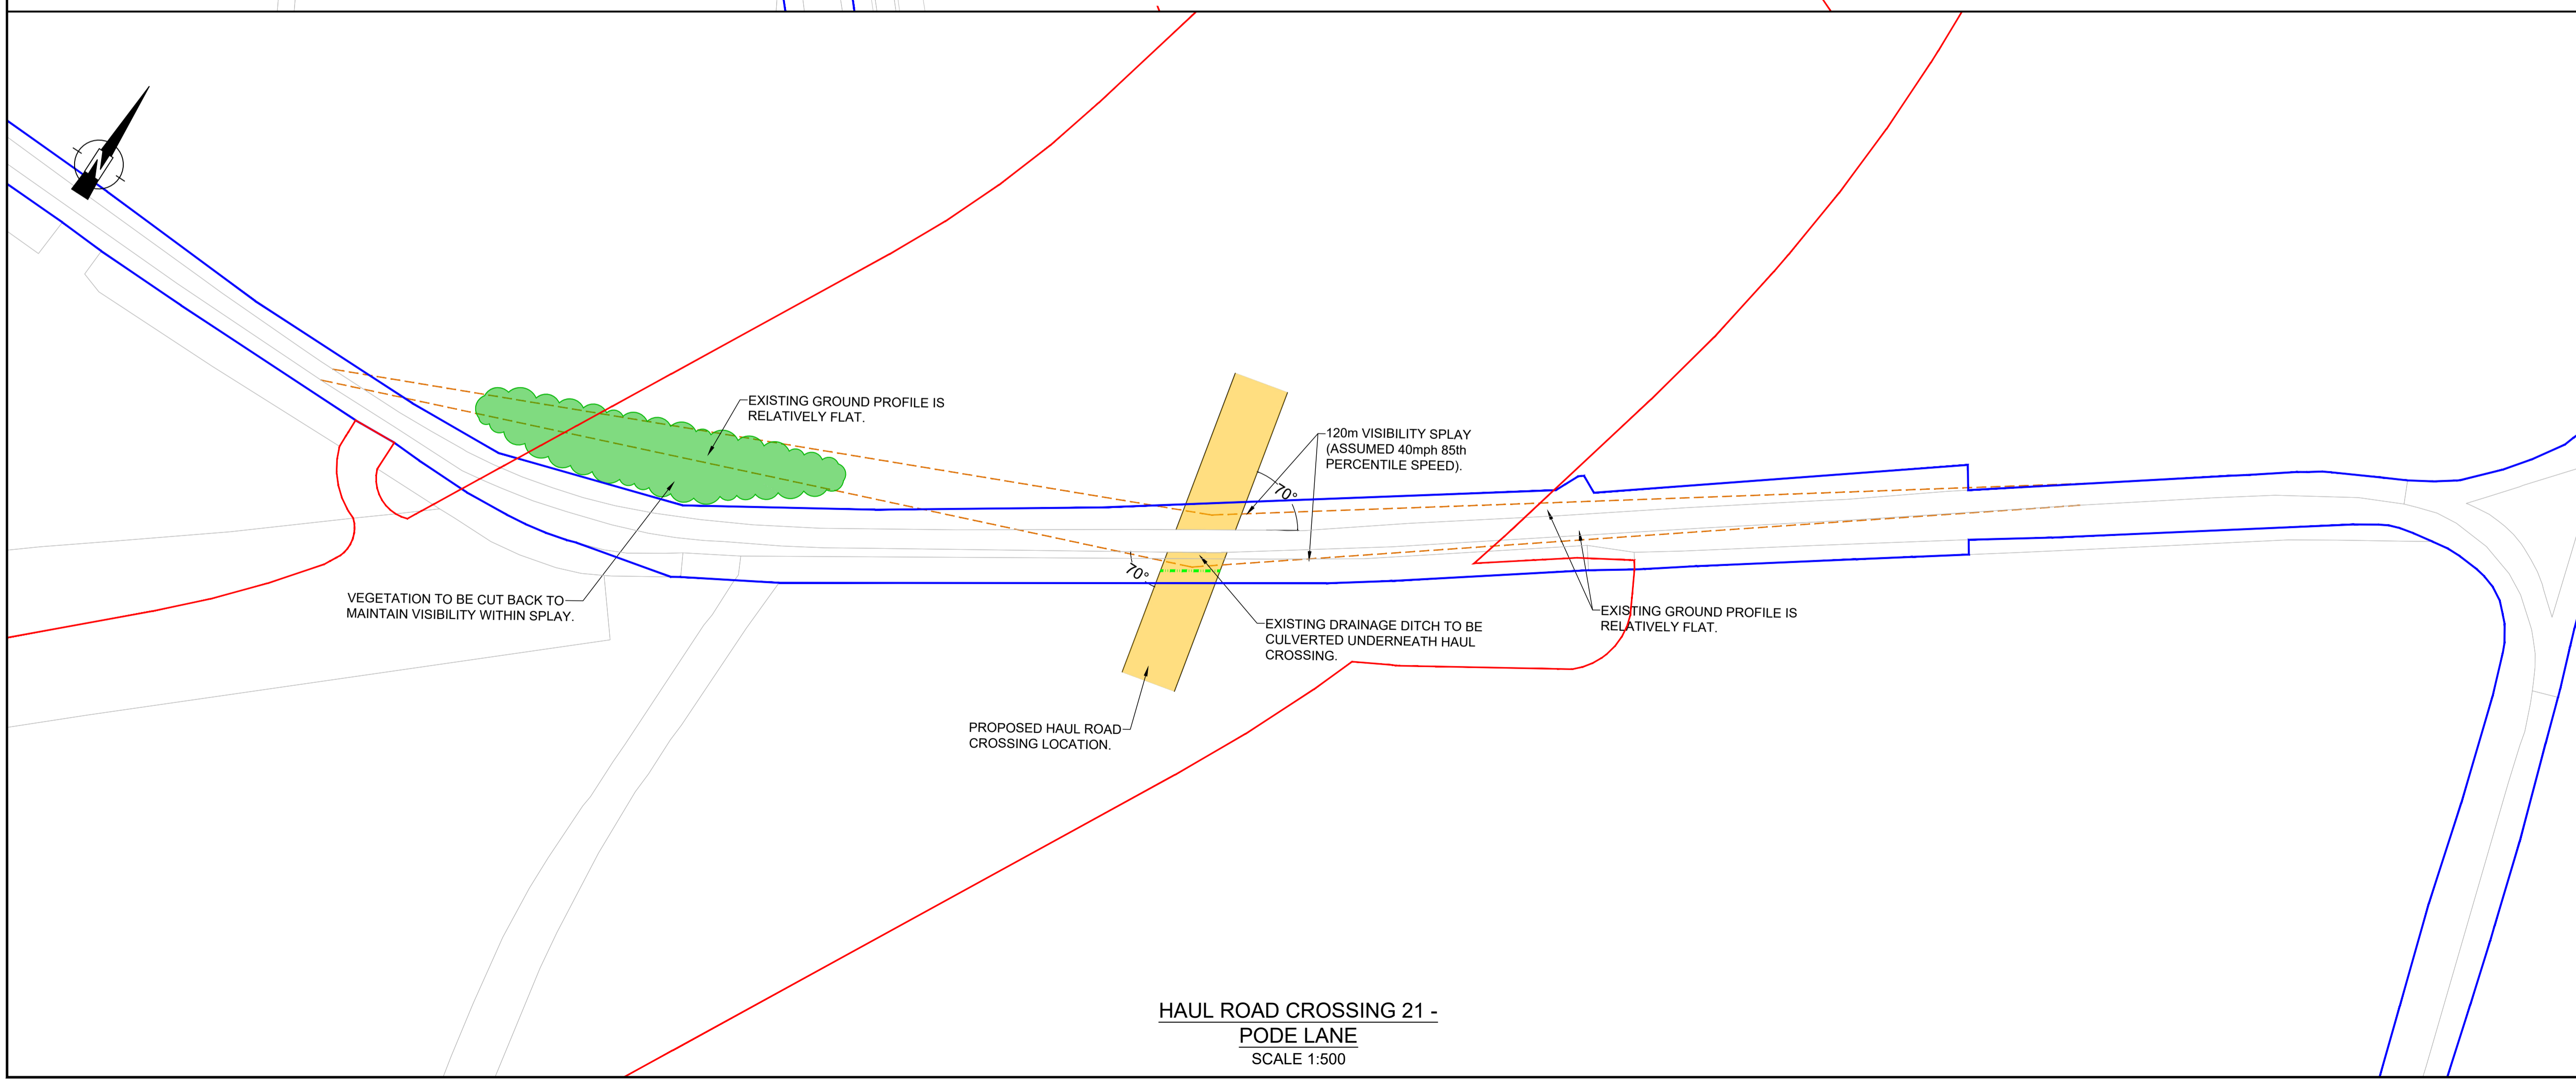 EXISTING GROUND PROFILE IS
RELATIVELY FLAT.
120m VISIBILITY SPLAY
(ASSUMED 40mph 85th
PERCENTILE SPEED).
70°
70°
VEGETATION TO BE CUT BACK TO
MAINTAIN VISIBILITY WITHIN SPLAY.
EXISTING DRAINAGE DITCH TO BE
CULVERTED UNDERNEATH HAUL
CROSSING.
EXISTING GROUND PROFILE IS
RELATIVELY FLAT.
PROPOSED HAUL ROAD
CROSSING LOCATION.
HAUL ROAD CROSSING 21 -
PODE LANE
SCALE 1:500